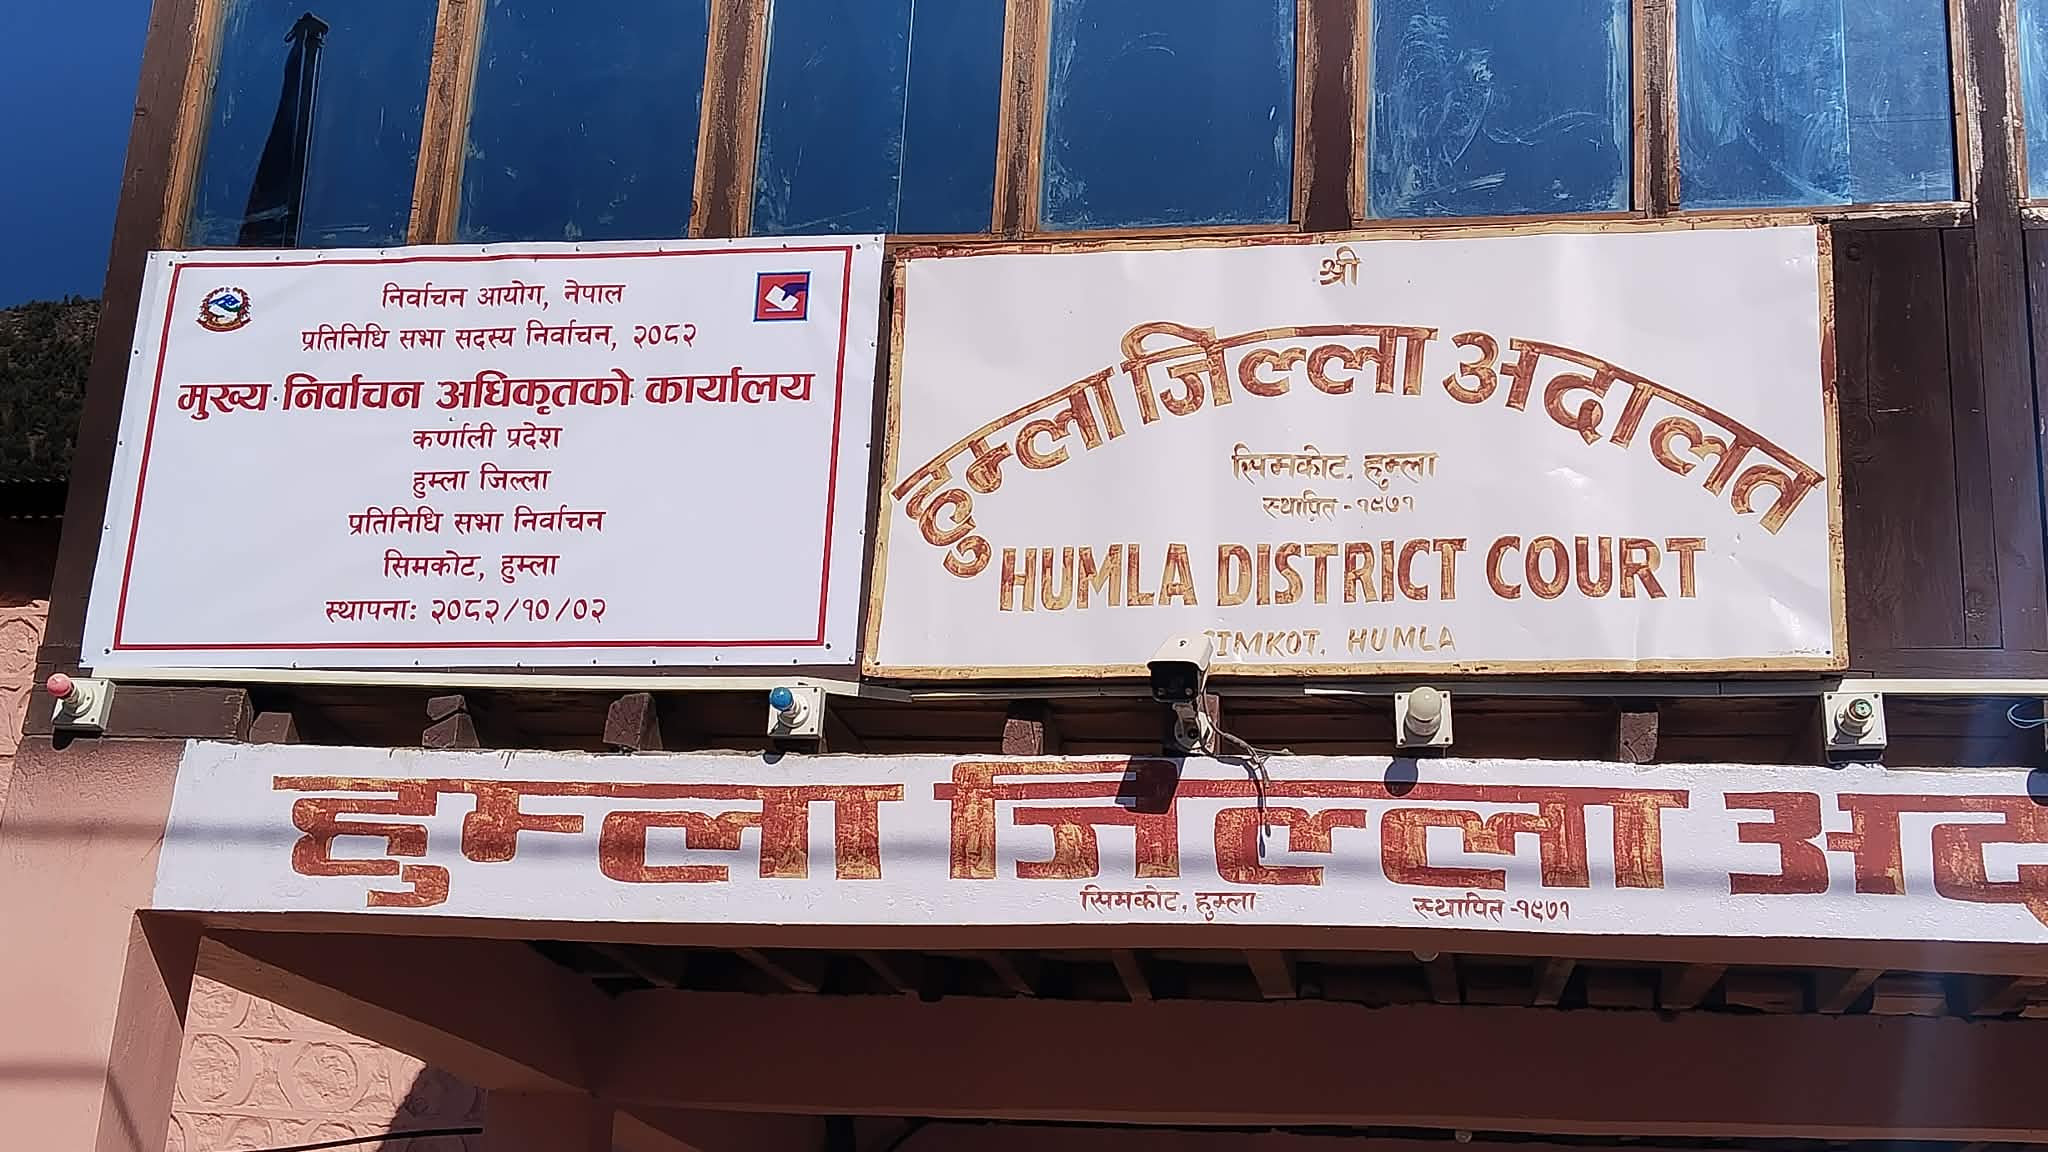 निर्वाचन आयोग, नेपाल
प्रतिनिधि सभा सदस्य निर्वाचन, २०८२
मुख्य निर्वाचन अधिकृतको कार्यालय
कर्णाली प्रदेश
हुम्ला जिल्ला
प्रतिनिधि सभा निर्वाचन
सिमकोट, हुम्ला
स्थापनाः २०८२/१०/०२
श्री
हुम्ला जिल्ला अदालत
सिमकोट, हुम्ला
स्थापित - १९७१
HUMLA DISTRICT COURT
SIMKOT, HUMLA
हुम्ला जिल्ला अद
सिमकोट, हुम्ला
स्थापित -१९७१